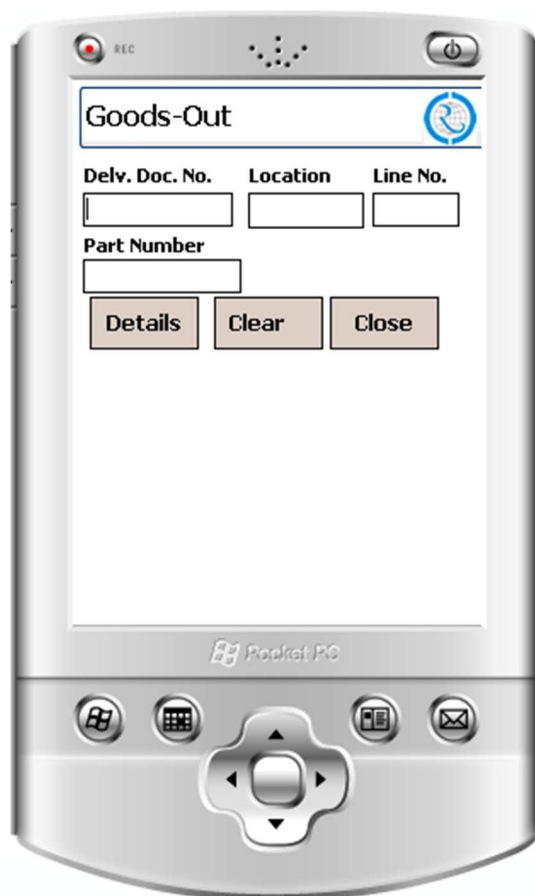 REC
Goods-Out
Delv. Doc. No. Location Line No.
Part Number
Details Clear Close
Pocket PC